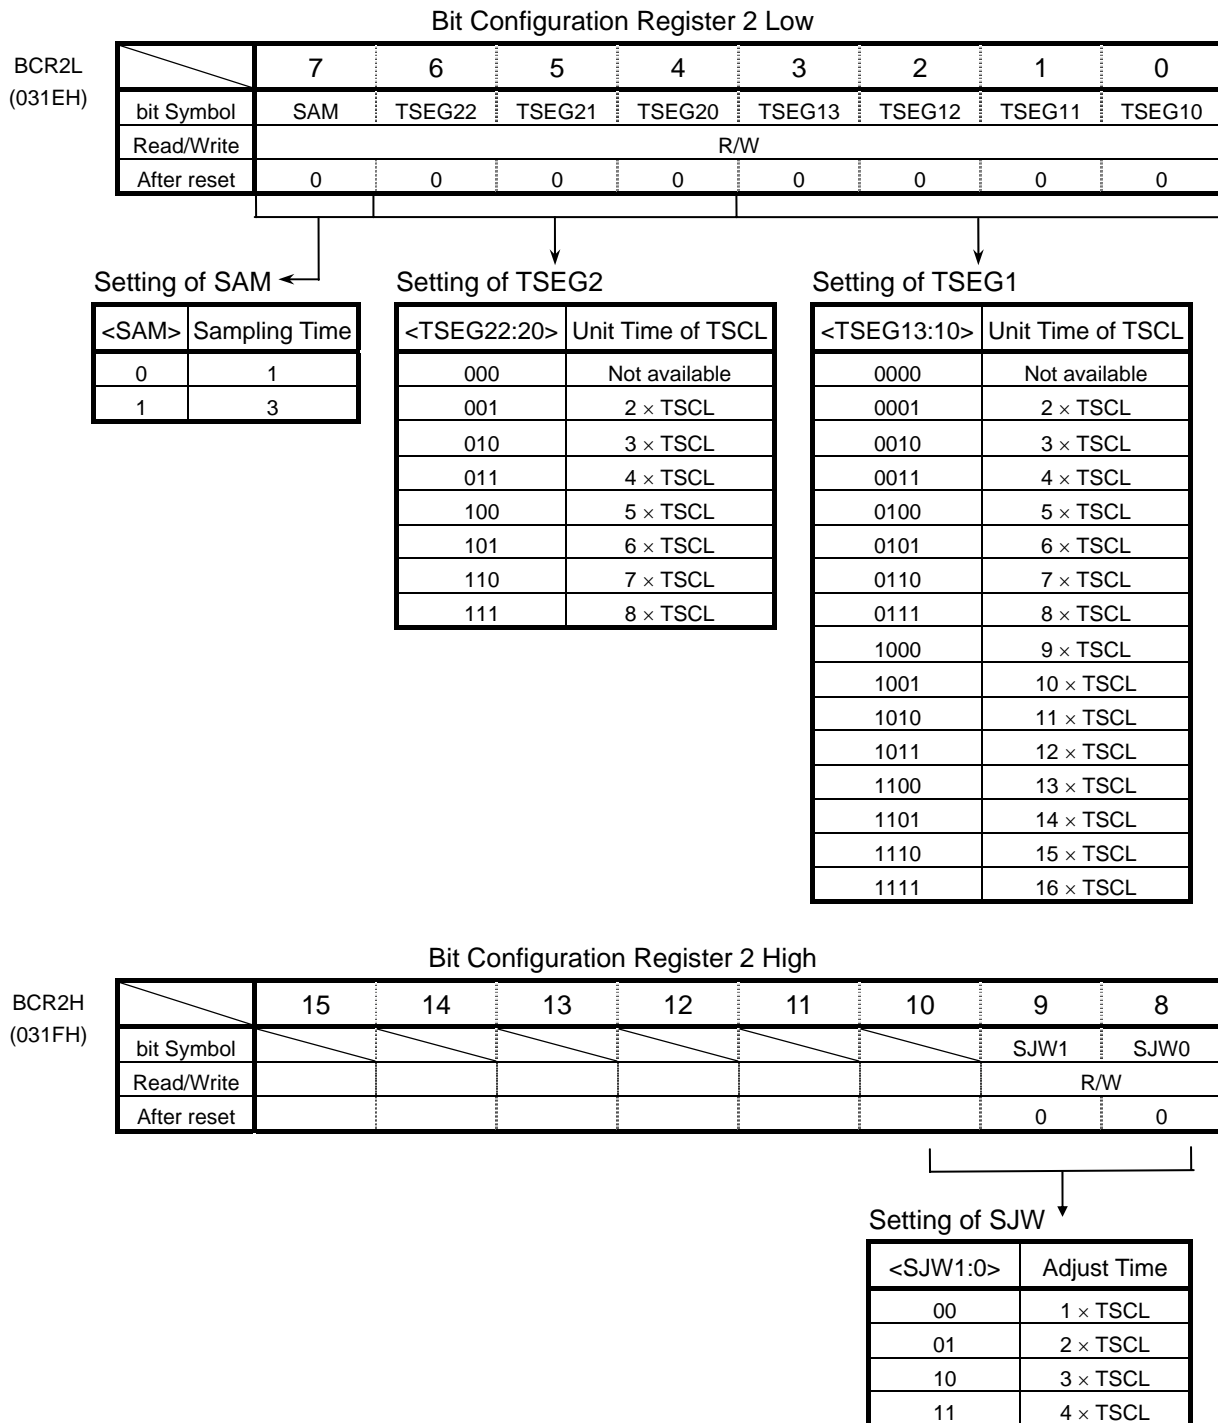 Bit Configuration Register 2 Low
BCR2L
(031EH)
7 6 5 4 3 2 1 0
bit Symbol SAM TSEG22 TSEG21 TSEG20 TSEG13 TSEG12 TSEG11 TSEG10
Read/Write R/W
After reset 0 0 0 0 0 0 0 0
Setting of SAM
<SAM> Sampling Time
0 1
1 3
Setting of TSEG2
<TSEG22:20> Unit Time of TSCL
000 Not available
001 2 × TSCL
010 3 × TSCL
011 4 × TSCL
100 5 × TSCL
101 6 × TSCL
110 7 × TSCL
111 8 × TSCL
Setting of TSEG1
<TSEG13:10> Unit Time of TSCL
0000 Not available
0001 2 × TSCL
0010 3 × TSCL
0011 4 × TSCL
0100 5 × TSCL
0101 6 × TSCL
0110 7 × TSCL
0111 8 × TSCL
1000 9 × TSCL
1001 10 × TSCL
1010 11 × TSCL
1011 12 × TSCL
1100 13 × TSCL
1101 14 × TSCL
1110 15 × TSCL
1111 16 × TSCL
Bit Configuration Register 2 High
BCR2H
(031FH)
15 14 13 12 11 10 9 8
bit Symbol SJW1 SJW0
Read/Write R/W
After reset 0 0
Setting of SJW
<SJW1:0> Adjust Time
00 1 × TSCL
01 2 × TSCL
10 3 × TSCL
11 4 × TSCL